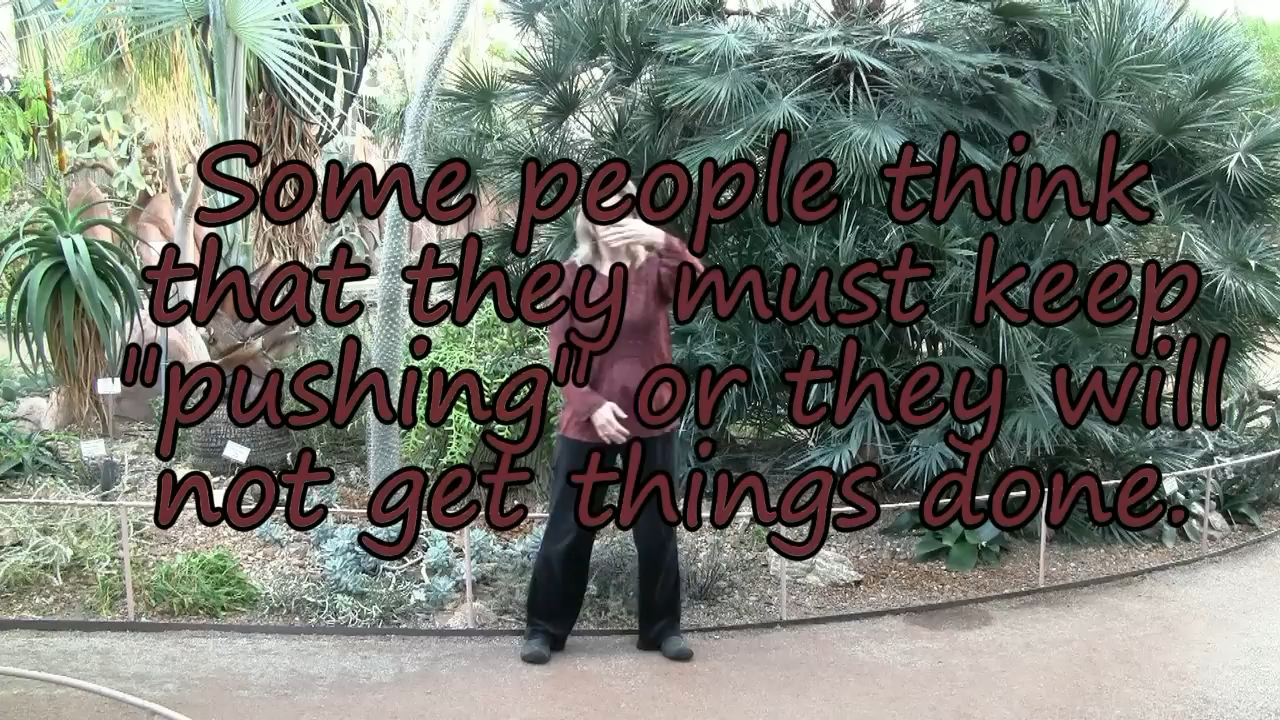 Some people think
that they must keep
"pushing" or they will
not get things done.